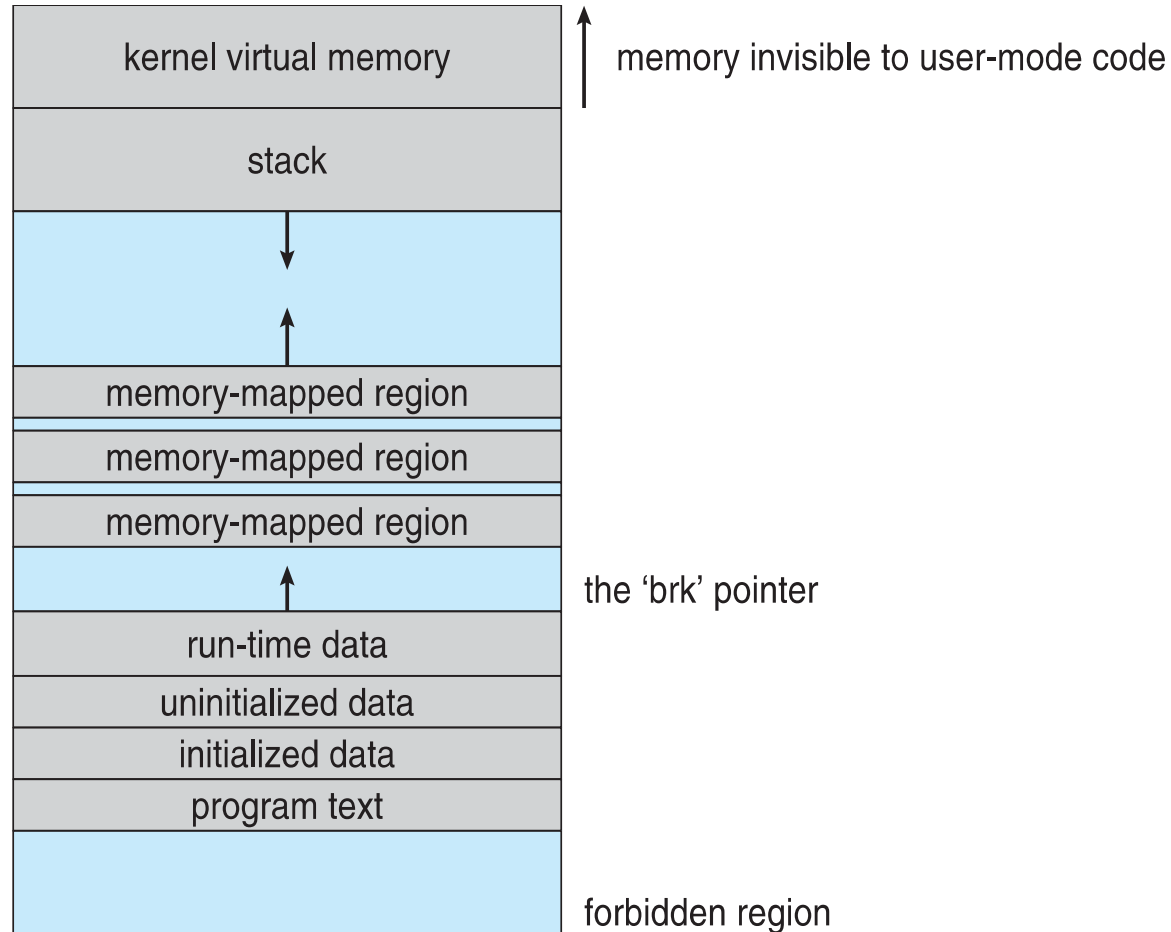 kernel virtual memory
memory invisible to user-mode code
stack
memory-mapped region
memory-mapped region
memory-mapped region
the ‘brk’ pointer
run-time data
uninitialized data
initialized data
program text
forbidden region